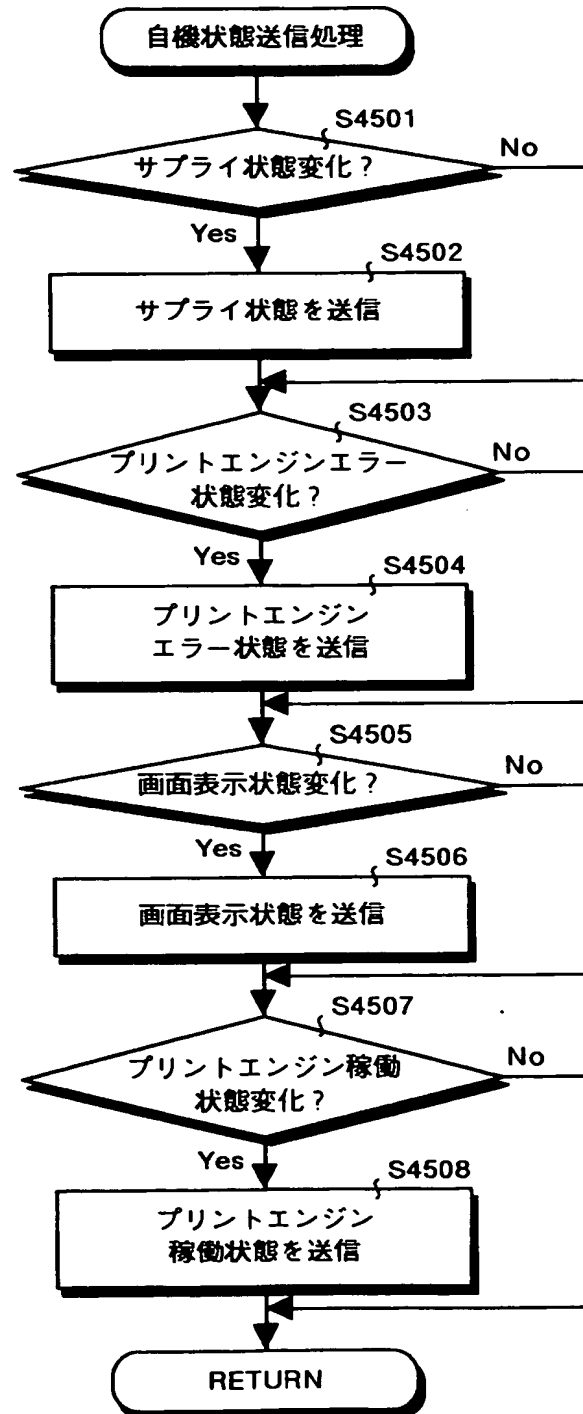 自機状態送信処理
S4501
サプライ状態変化？
No
Yes
S4502
サプライ状態を送信
S4503
プリントエンジンエラー
状態変化？
No
Yes
S4504
プリントエンジン
エラー状態を送信
S4505
画面表示状態変化？
No
Yes
S4506
画面表示状態を送信
S4507
プリントエンジン稼働
状態変化？
No
Yes
S4508
プリントエンジン
稼働状態を送信
RETURN